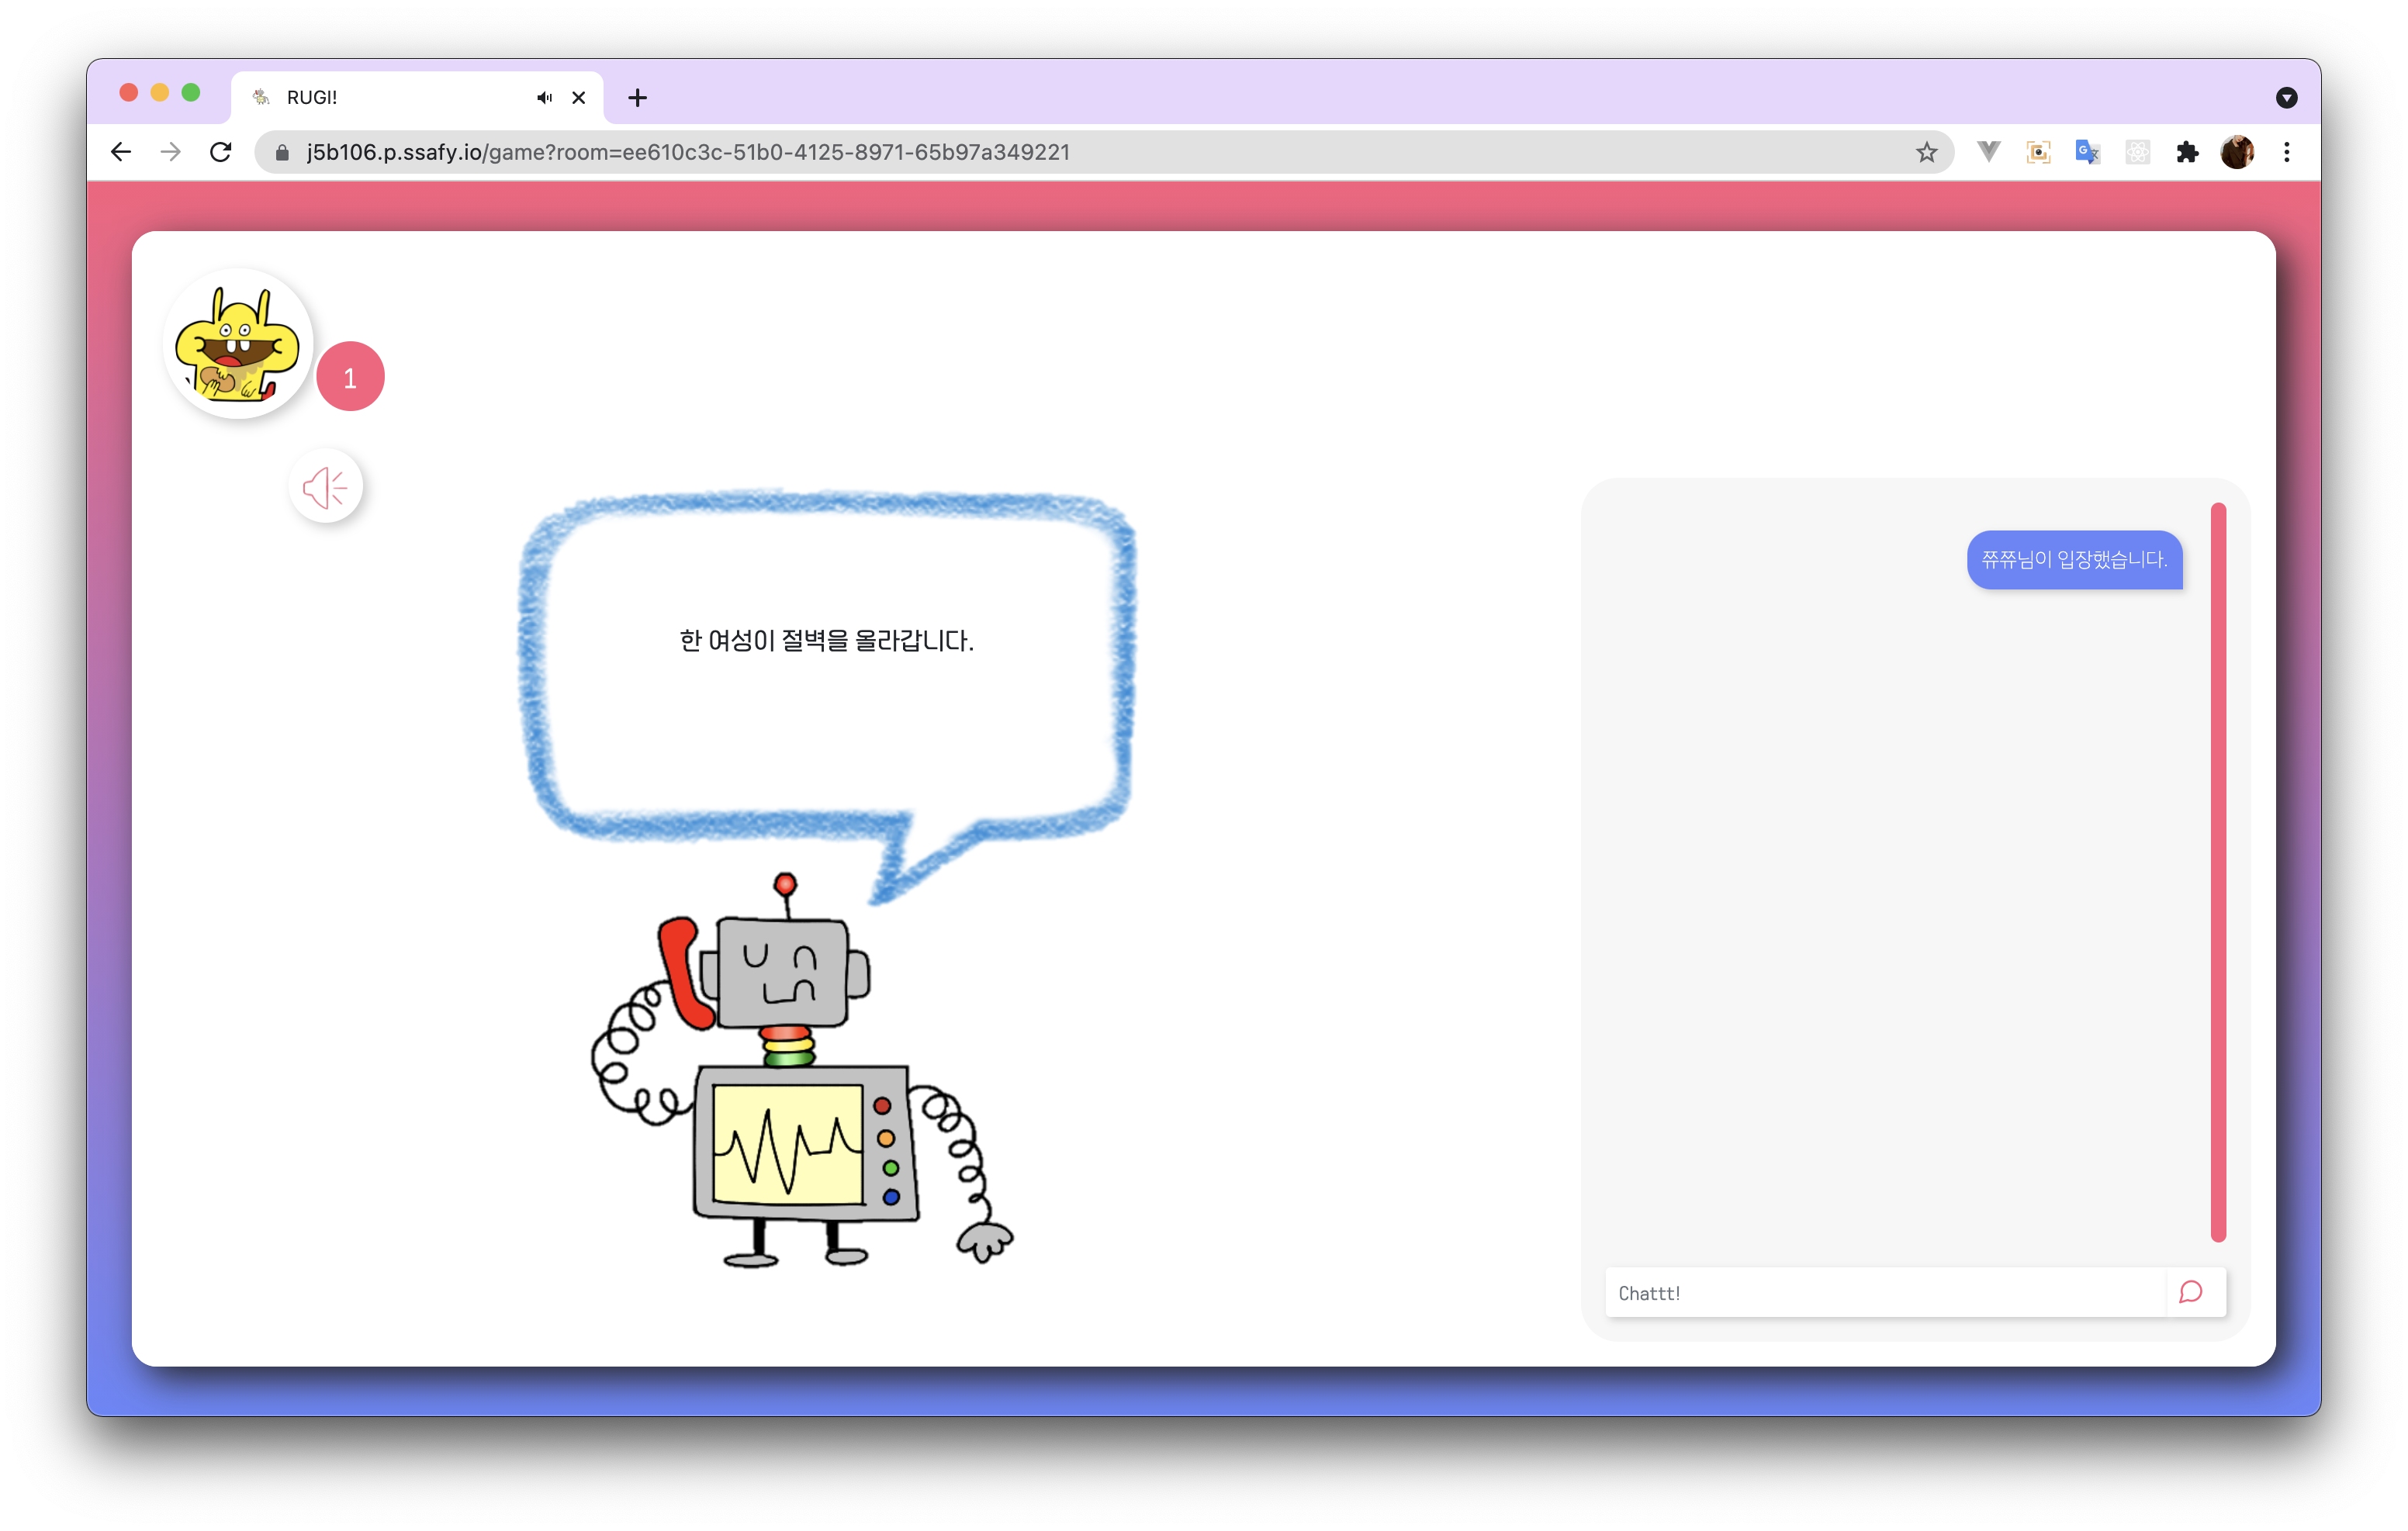 RUGI!
j5b106.p.ssafy.io/game?room=ee610c3c-51b0-4125-8971-65b97a349221
1
한 여성이 절벽을 올라갑니다.
쮸쮸님이 입장했습니다.
Chattt!